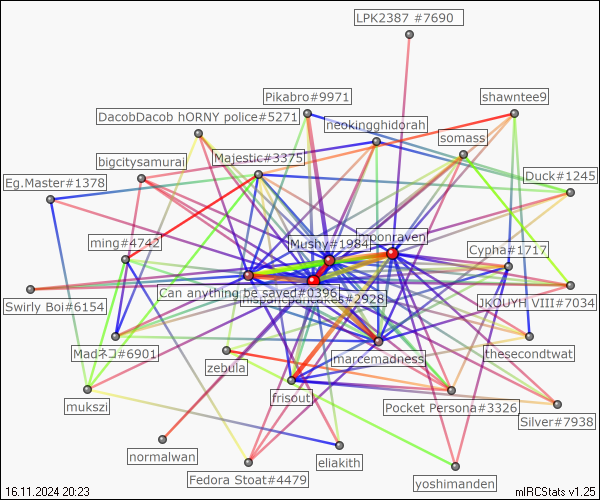 LPK2387 #7690
Pikabro#9971
shawntee9
DacobDacob hORNY police#5271
neokingghidorah
somass
bigcitysamurai
Majestic#3375
Eg.Master#1378
Duck#1245
ming#4742
Mushy#1984
moonraven
Cypha#1717
Can anything be sayed#0396
#2928
Swirly Boi#6154
JKOUYH VIII#7034
Madネコ#6901
zebula
marcemadness
thesecondtwat
mukszi
frisout
Pocket Persona#3326
Silver#7938
normalwan
eliakith
Fedora Stoat#4479
yoshimanden
16.11.2024 20:23
mIRCStats v1.25